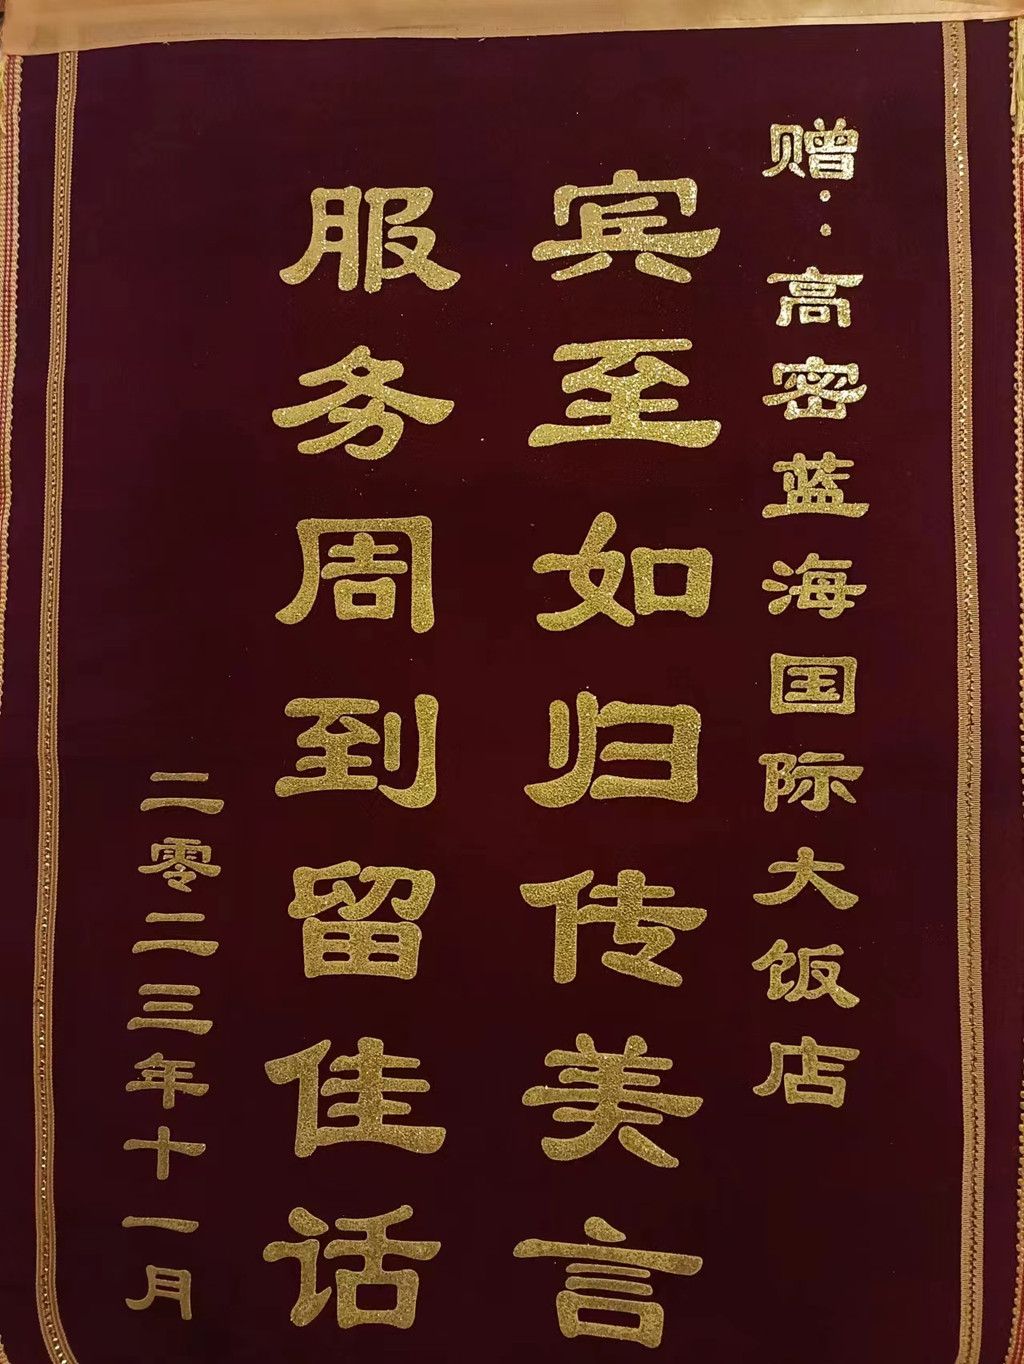 赠：高密蓝海国际大饭店
宾至如归传美言
服务周到留佳话
二零二三年十一月